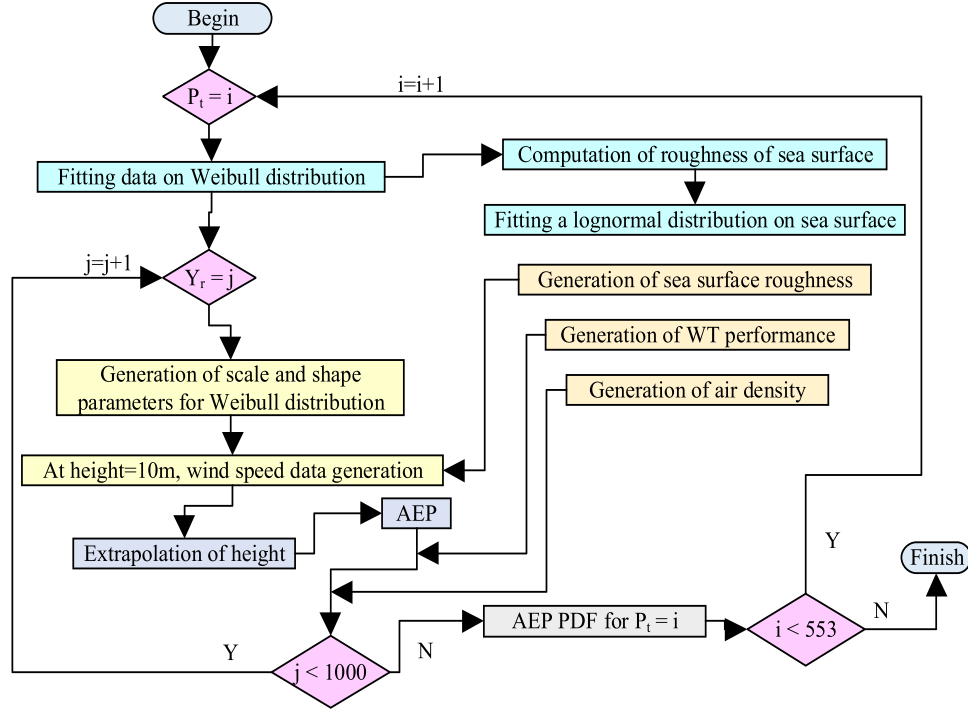 Begin
P_t = i
i=i+1
Fitting data on Weibull distribution
Computation of roughness of sea surface
Fitting a lognormal distribution on sea surface
j=j+1
Y_r = j
Generation of sea surface roughness
Generation of WT performance
Generation of air density
Generation of scale and shape
parameters for Weibull distribution
At height=10m, wind speed data generation
AEP
Extrapolation of height
Y
Finish
AEP PDF for P_t = i
i < 553
N
Y
j < 1000
N